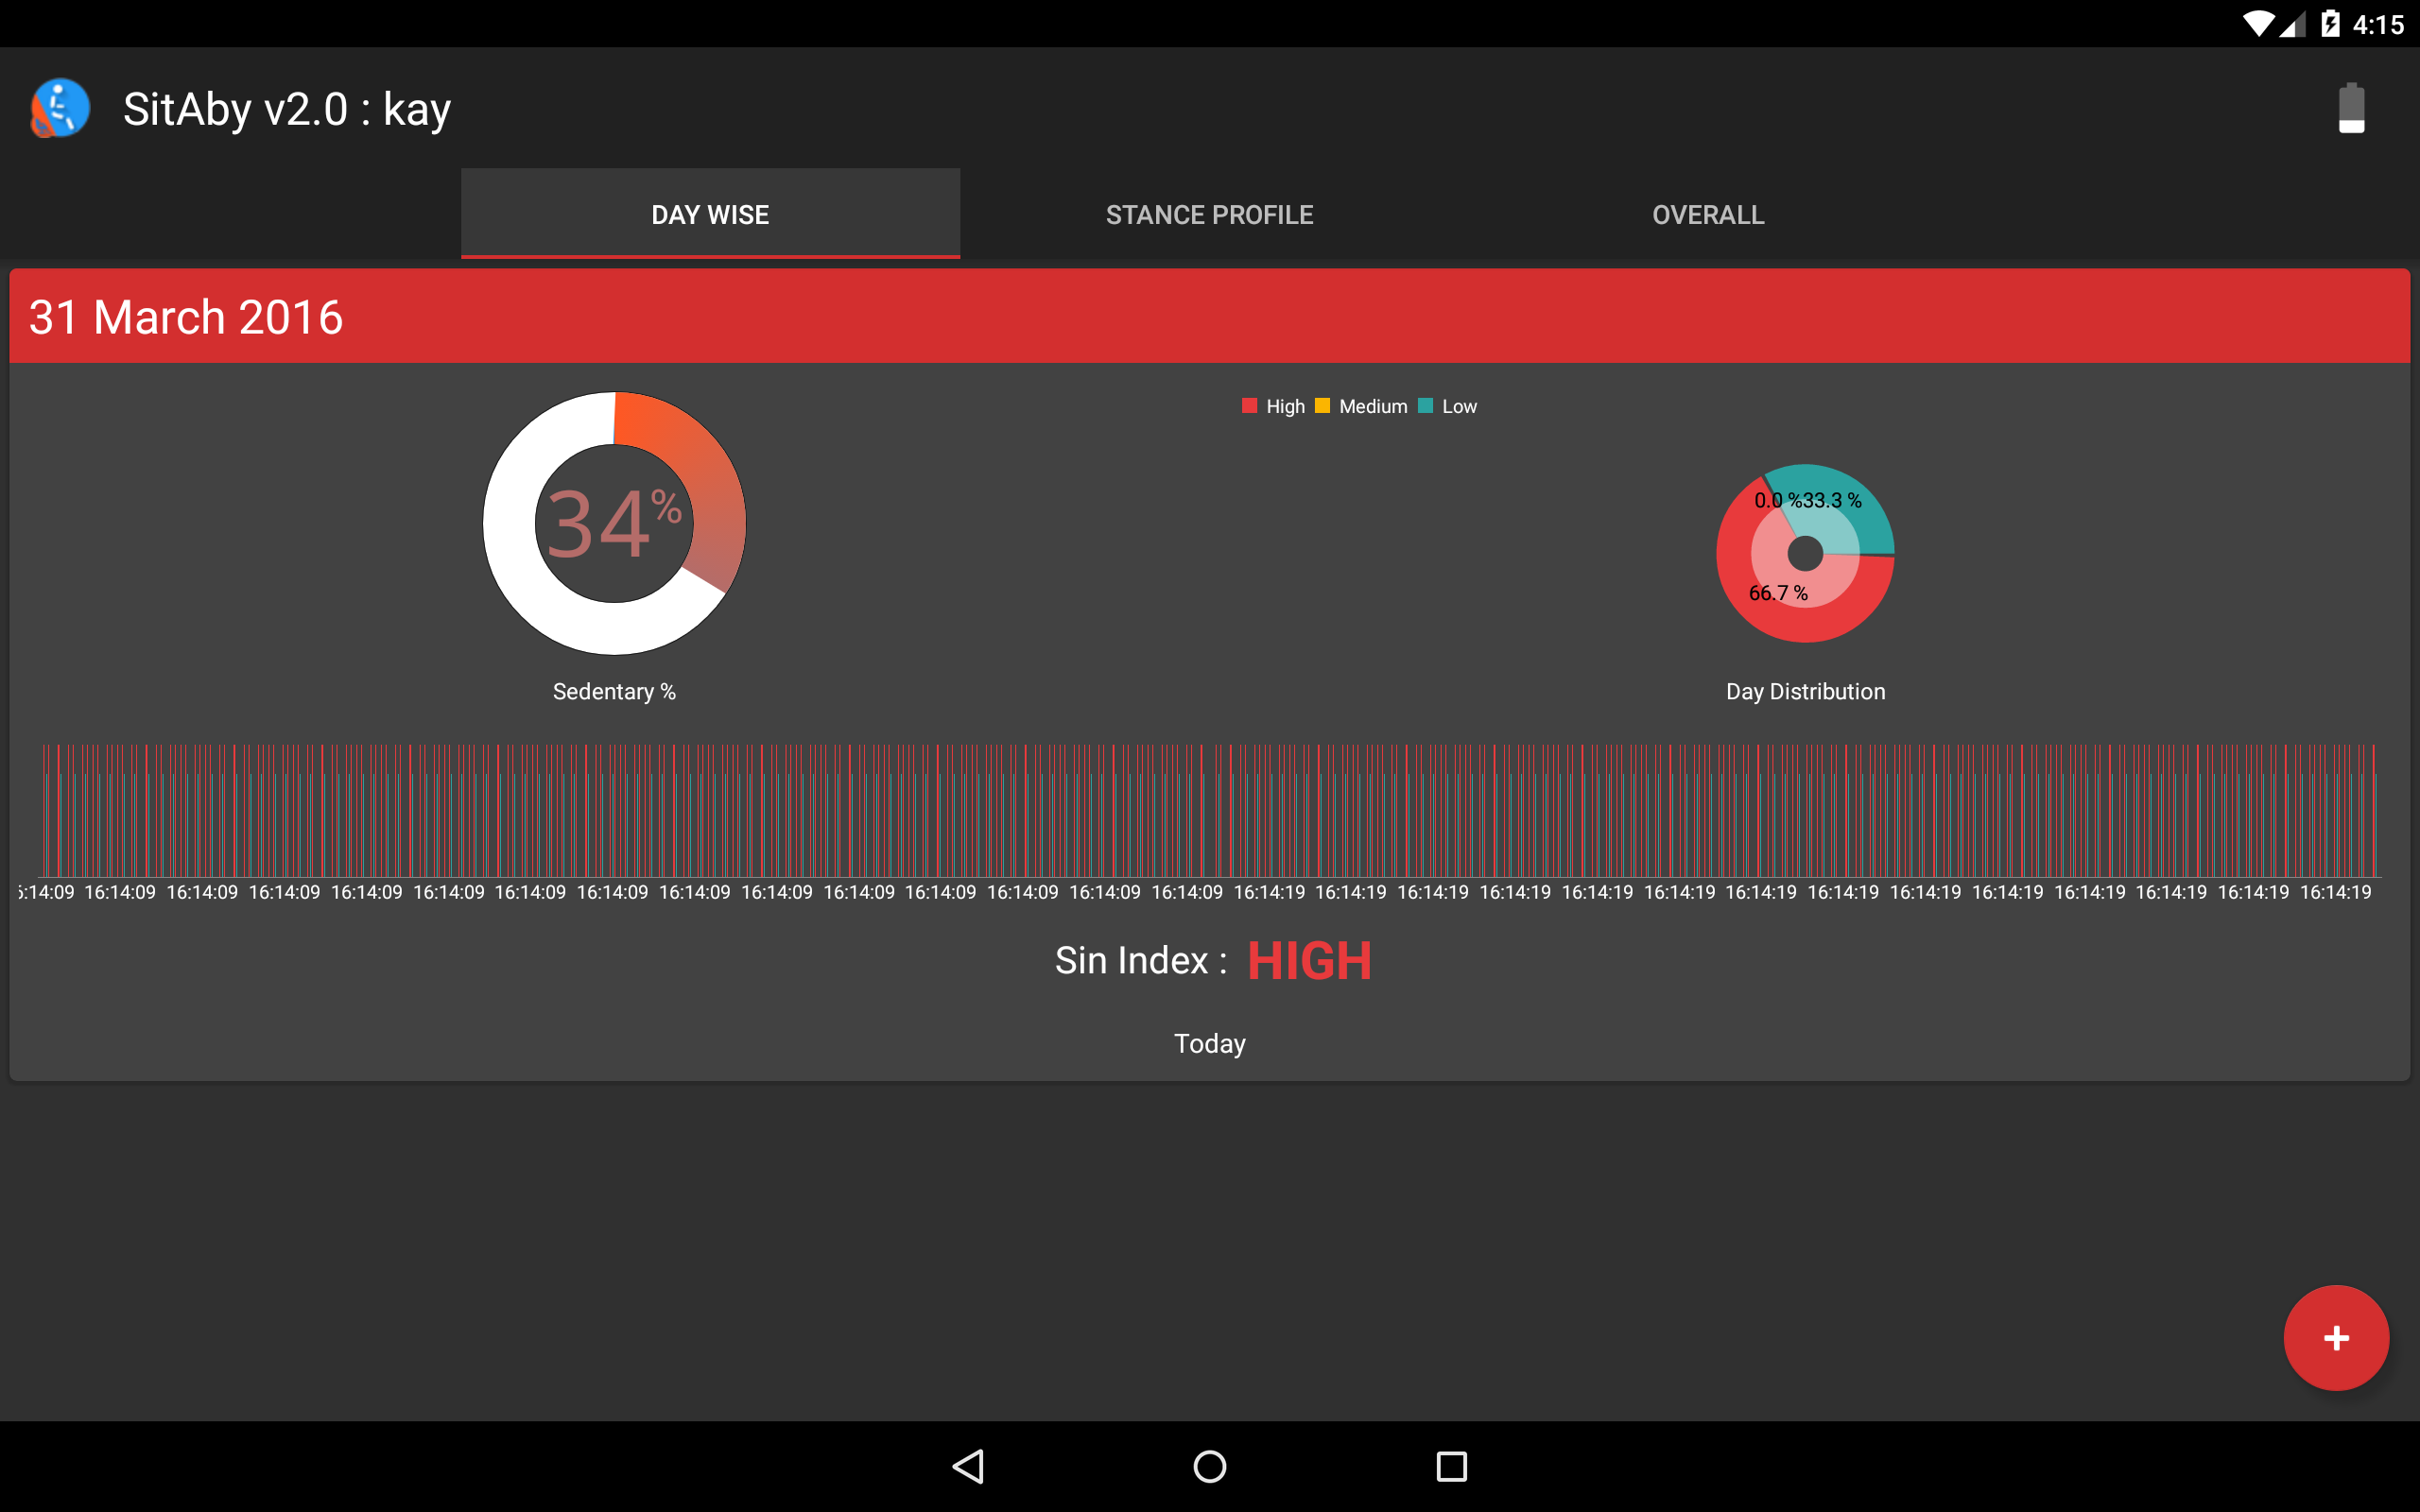 4:15
SitAby v2.0 : kay
DAY WISE
STANCE PROFILE
OVERALL
31 March 2016
High Medium Low
34%
0.0 % 33.3 %
66.7 %
Sedentary %
Day Distribution
:14:09 16:14:09 16:14:09 16:14:09 16:14:09 16:14:09 16:14:09 16:14:09 16:14:09 16:14:09 16:14:09 16:14:09 16:14:09 16:14:09 16:14:09 16:14:19 16:14:19 16:14:19 16:14:19 16:14:19 16:14:19 16:14:19 16:14:19 16:14:19 16:14:19 16:14:19 16:14:19 16:14:19 16:14:19
Sin Index : HIGH
Today